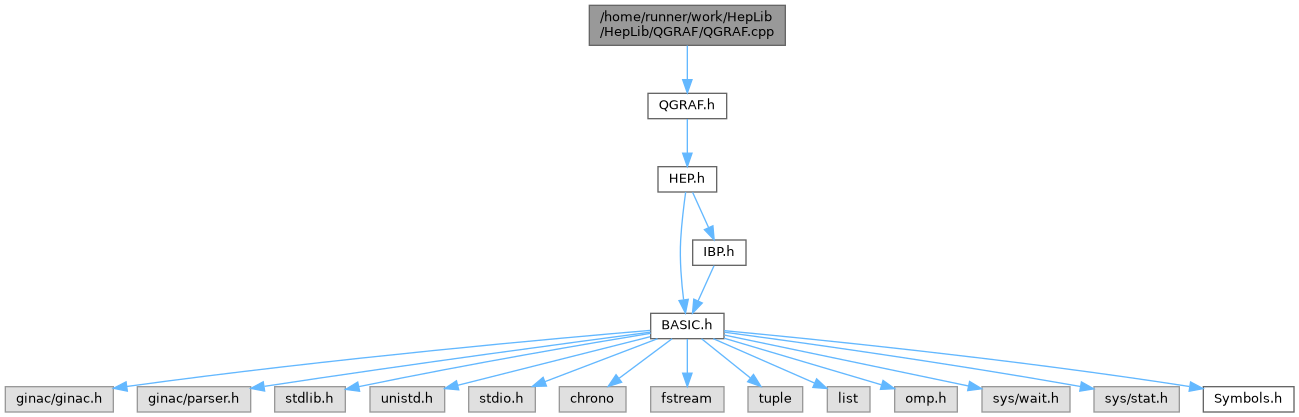 /home/runner/work/HepLib
/HepLib/QGRAF/QGRAF.cpp
QGRAF.h
HEP.h
IBP.h
BASIC.h
ginac/ginac.h
ginac/parser.h
stdlib.h
unistd.h
stdio.h
chrono
fstream
tuple
list
omp.h
sys/wait.h
sys/stat.h
Symbols.h